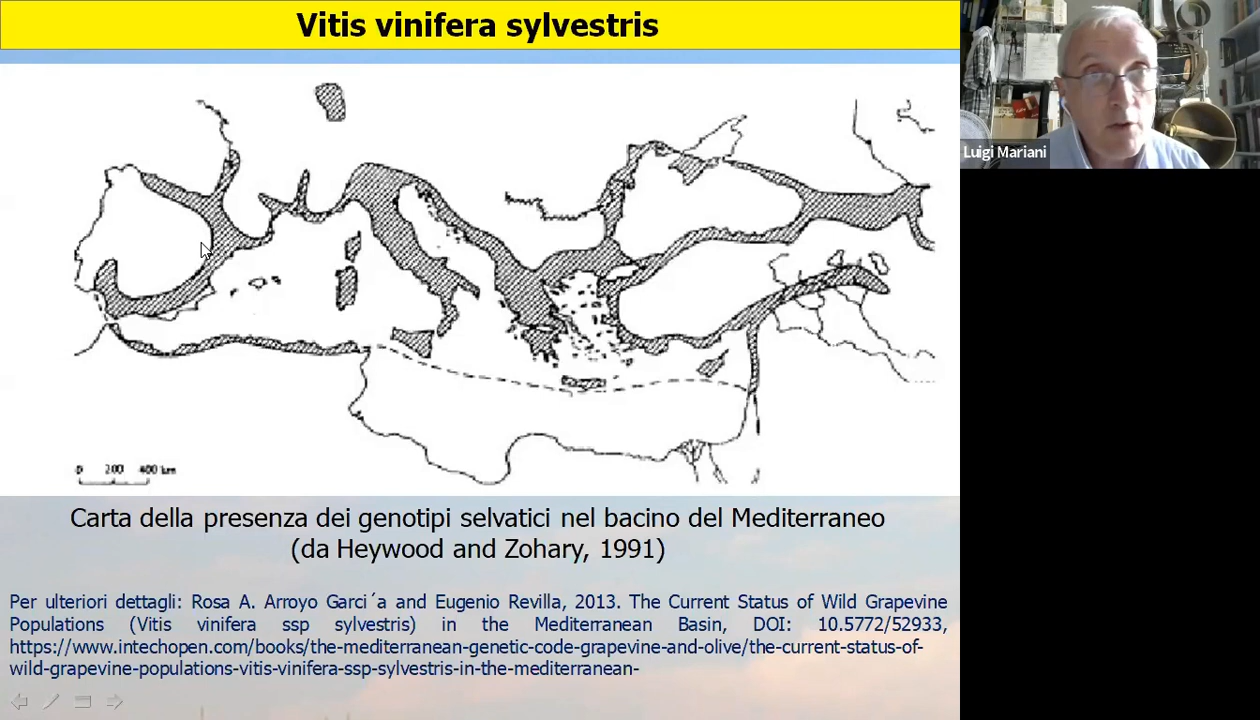 Vitis vinifera sylvestris
Luigi Mariani
0 200 400 km
Carta della presenza dei genotipi selvatici nel bacino del Mediterraneo
(da Heywood and Zohary, 1991)
Per ulteriori dettagli: Rosa A. Arroyo Garci´a and Eugenio Revilla, 2013. The Current Status of Wild Grapevine
Populations (Vitis vinifera ssp sylvestris) in the Mediterranean Basin, DOI: 10.5772/52933,
https://www.intechopen.com/books/the-mediterranean-genetic-code-grapevine-and-olive/the-current-status-of-
wild-grapevine-populations-vitis-vinifera-ssp-sylvestris-in-the-mediterranean-